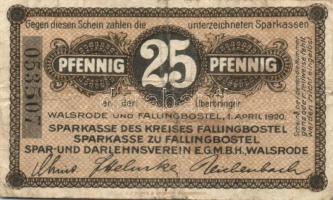 Gegen diesen Schein zahlen die unterzeichneten Sparkassen
PFENNIG 25 PFENNIG
an den Überbringer
WALSRODE UND FALLINGBOSTEL, 1. APRIL 1920.
SPARKASSE DES KREISES FALLINGBOSTEL
SPARKASSE ZU FALLINGBOSTEL
SPAR-UND DARLEHNSVEREIN E.G.M.B.H. WALSRODE
Reichenbach